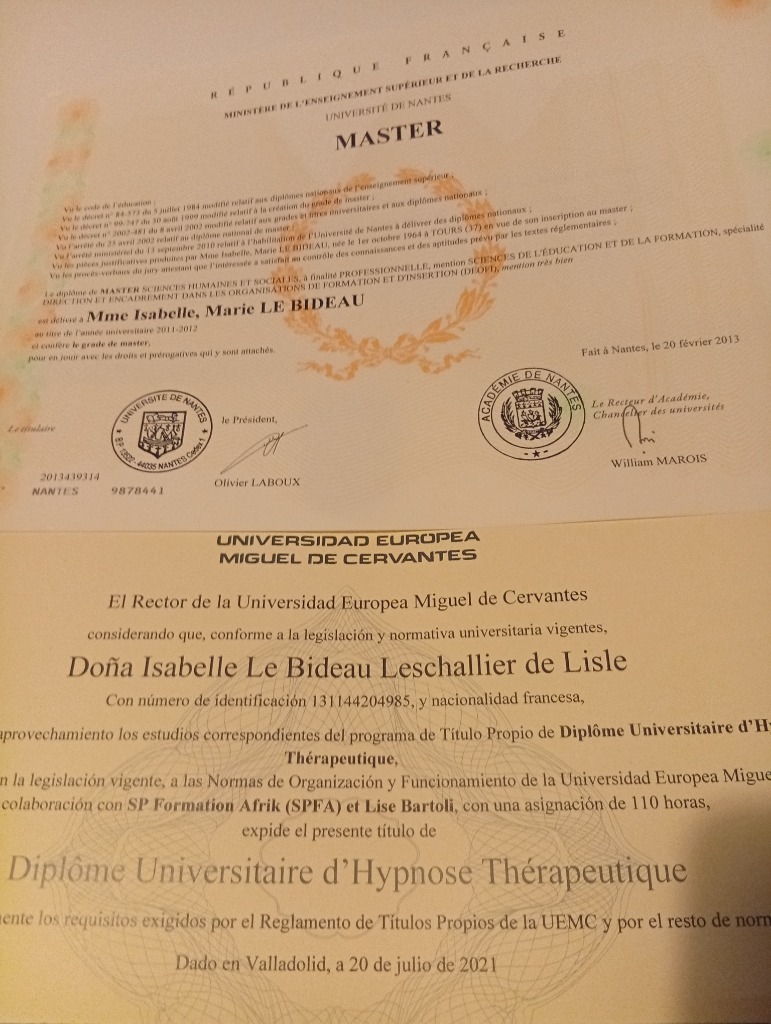 RÉPUBLIQUE FRANÇAISE
MINISTÈRE DE L'ENSEIGNEMENT SUPÉRIEUR ET DE LA RECHERCHE
UNIVERSITÉ DE NANTES
MASTER
Vu le code de l'éducation ;
Vu le décret n° 84-573 du 5 juillet 1984 modifié relatif aux diplômes nationaux de l'enseignement supérieur ;
Vu le décret n° 99-747 du 30 août 1999 modifié relatif à la création du grade de master ;
Vu le décret n° 2002-481 du 8 avril 2002 modifié relatif aux grades et titres universitaires et aux diplômes nationaux ;
Vu l'arrêté du 25 avril 2002 relatif au diplôme national de master ;
Vu l'arrêté ministériel du 13 septembre 2010 relatif à l'habilitation de l'Université de Nantes à délivrer des diplômes nationaux ;
Vu les pièces justificatives produites par Mme Isabelle, Marie LE BIDEAU, née le 1er octobre 1964 à TOURS (37) en vue de son inscription au master ;
Vu les procès-verbaux du jury attestant que l'intéressée a satisfait au contrôle des connaissances et des aptitudes prévu par les textes réglementaires ;
Le diplôme de MASTER SCIENCES HUMAINES ET SOCIALES, à finalité PROFESSIONNELLE, mention SCIENCES DE L'ÉDUCATION ET DE LA FORMATION, spécialité
DIRECTION ET ENCADREMENT DANS LES ORGANISATIONS DE FORMATION ET D'INSERTION (DEOFI), mention très bien
est délivré à Mme Isabelle, Marie LE BIDEAU
au titre de l'année universitaire 2011-2012
et confère le grade de master,
pour en jouir avec les droits et prérogatives qui y sont attachés.
Fait à Nantes, le 20 février 2013
Le titulaire
UNIVERSITÉ DE NANTES
44035 NANTES Cedex 1
le Président,
Olivier LABOUX
ACADÉMIE DE NANTES
Le Recteur d'Académie,
Chancelier des universités
William MAROIS
2013439314
NANTES 9878441
UNIVERSIDAD EUROPEA
MIGUEL DE CERVANTES
El Rector de la Universidad Europea Miguel de Cervantes
considerando que, conforme a la legislación y normativa universitaria vigentes,
Doña Isabelle Le Bideau Leschallier de Lisle
Con número de identificación 131144204985, y nacionalidad francesa,
aprovechamiento los estudios correspondientes del programa de Título Propio de Diplôme Universitaire d'H
Thérapeutique,
n la legislación vigente, a las Normas de Organización y Funcionamiento de la Universidad Europea Migue
colaboración con SP Formation Afrik (SPFA) et Lise Bartoli, con una asignación de 110 horas,
expide el presente título de
Diplôme Universitaire d'Hypnose Thérapeutique
ente los requisitos exigidos por el Reglamento de Títulos Propios de la UEMC y por el resto de norm
Dado en Valladolid, a 20 de julio de 2021